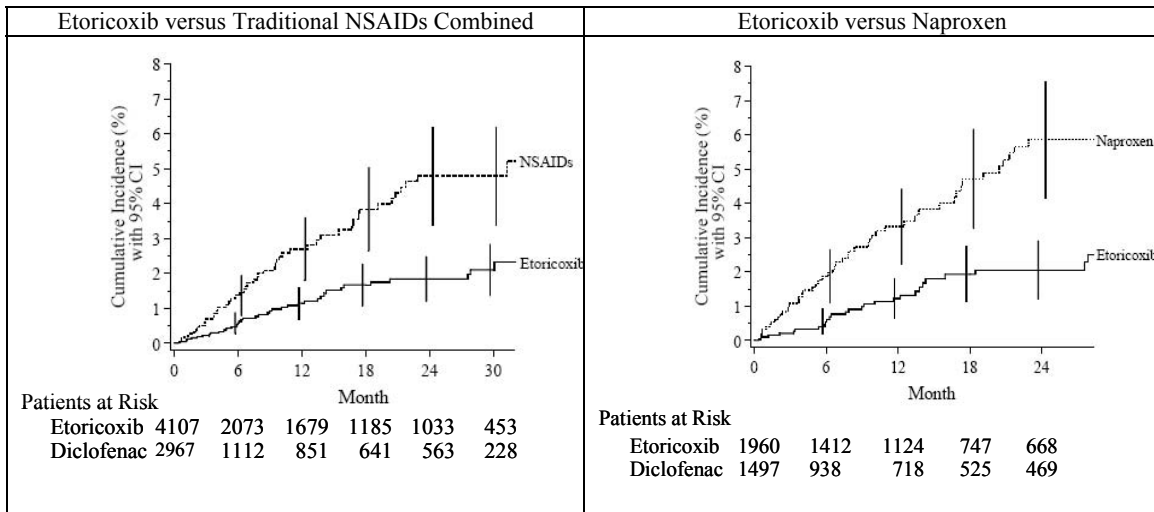 Etoricoxib versus Traditional NSAIDs Combined
Cumulative Incidence (%)
with 95% CI
8
7
6
5
4
3
2
1
0
NSAIDs
Etoricoxib
0 6 12 18 24 30
Month
Patients at Risk
Etoricoxib 4107 2073 1679 1185 1033 453
Diclofenac 2967 1112 851 641 563 228
Etoricoxib versus Naproxen
Cumulative Incidence (%)
with 95% CI
8
7
6
5
4
3
2
1
0
Naproxen
Etoricoxib
0 6 12 18 24
Month
Patients at Risk
Etoricoxib 1960 1412 1124 747 668
Diclofenac 1497 938 718 525 469